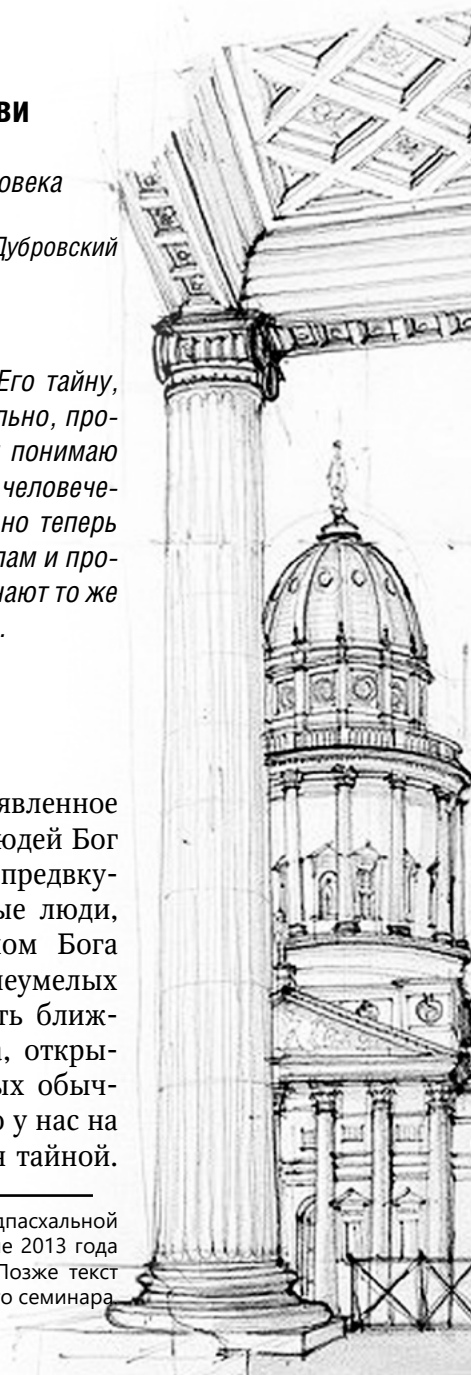 ви
овека
Дубровский
Его тайну,
льно, про-
понимаю
человече-
но теперь
лам и про-
нают то же
.
явленное
юдей Бог
предвку-
ые люди,
ом Бога
неумелых
ть ближ-
, откры-
ых обыч-
о у нас на
я тайной.
дпасхальной
не 2013 года
Позже текст
го семинара